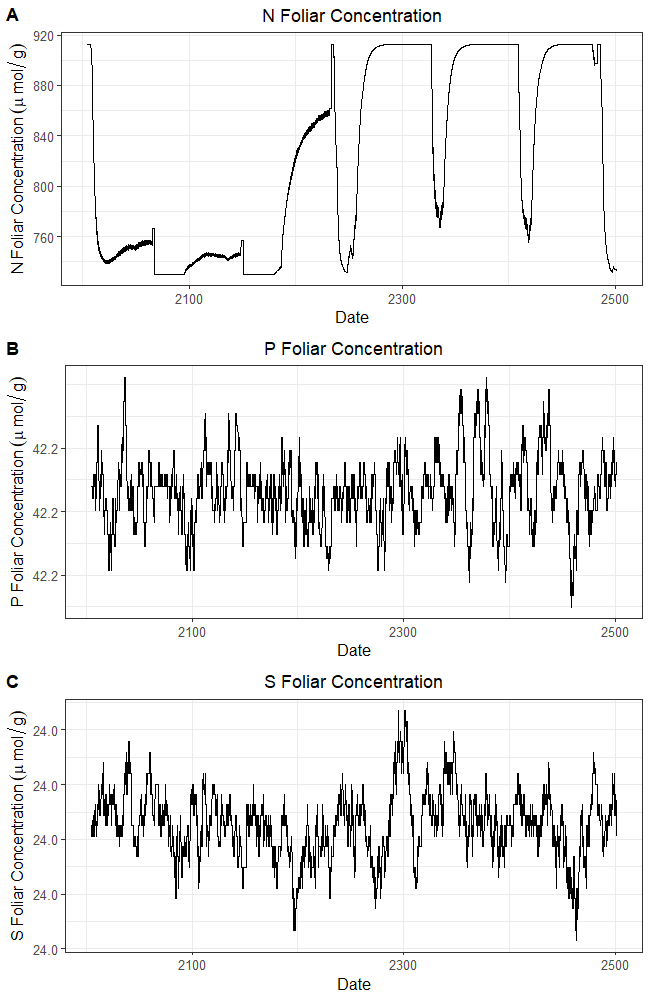 A
N Foliar Concentration
N Foliar Concentration (μ mol/g)
920
880
840
800
760
2100
2300
2500
Date
B
P Foliar Concentration
P Foliar Concentration (μ mol/g)
42.2
42.2
42.2
2100
2300
2500
Date
C
S Foliar Concentration
S Foliar Concentration (μ mol/g)
24.0
24.0
24.0
24.0
24.0
2100
2300
2500
Date